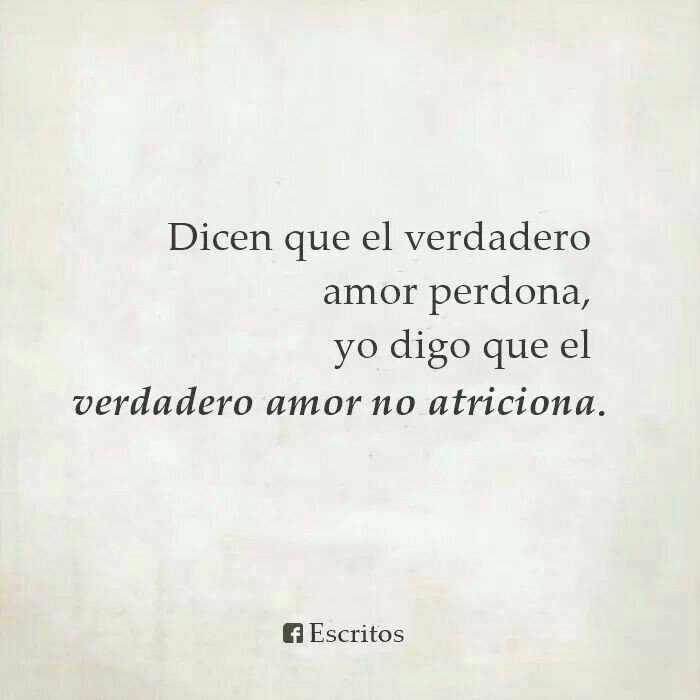 Dicen que el verdadero
amor perdona,
yo digo que el
verdadero amor no atriciona.
Escritos